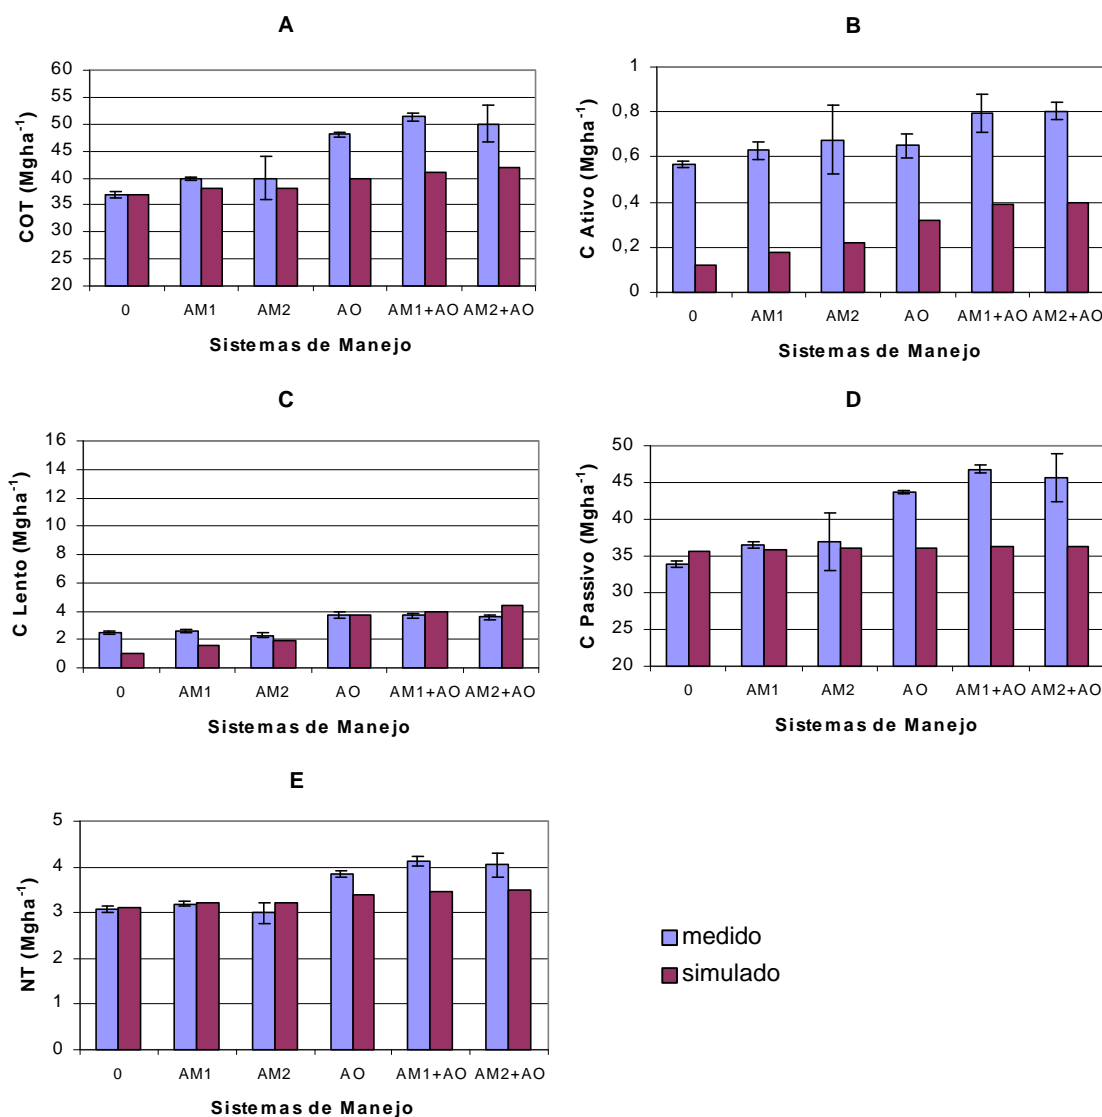 A
COT (Mgha-1)
60
55
50
45
40
35
30
25
20
0 AM1 AM2 AO AM1+AO AM2+AO
Sistemas de Manejo
B
C Ativo (Mgha-1)
1
0,8
0,6
0,4
0,2
0
0 AM1 AM2 AO AM1+AO AM2+AO
Sistemas de Manejo
C
C Lento (Mgha-1)
16
14
12
10
8
6
4
2
0
0 AM1 AM2 AO AM1+AO AM2+AO
Sistemas de Manejo
D
C Passivo (Mgha-1)
50
45
40
35
30
25
20
0 AM1 AM2 AO AM1+AO AM2+AO
Sistemas de Manejo
E
NT (Mgha-1)
5
4
3
2
1
0
0 AM1 AM2 AO AM1+AO AM2+AO
Sistemas de Manejo
medido
simulado